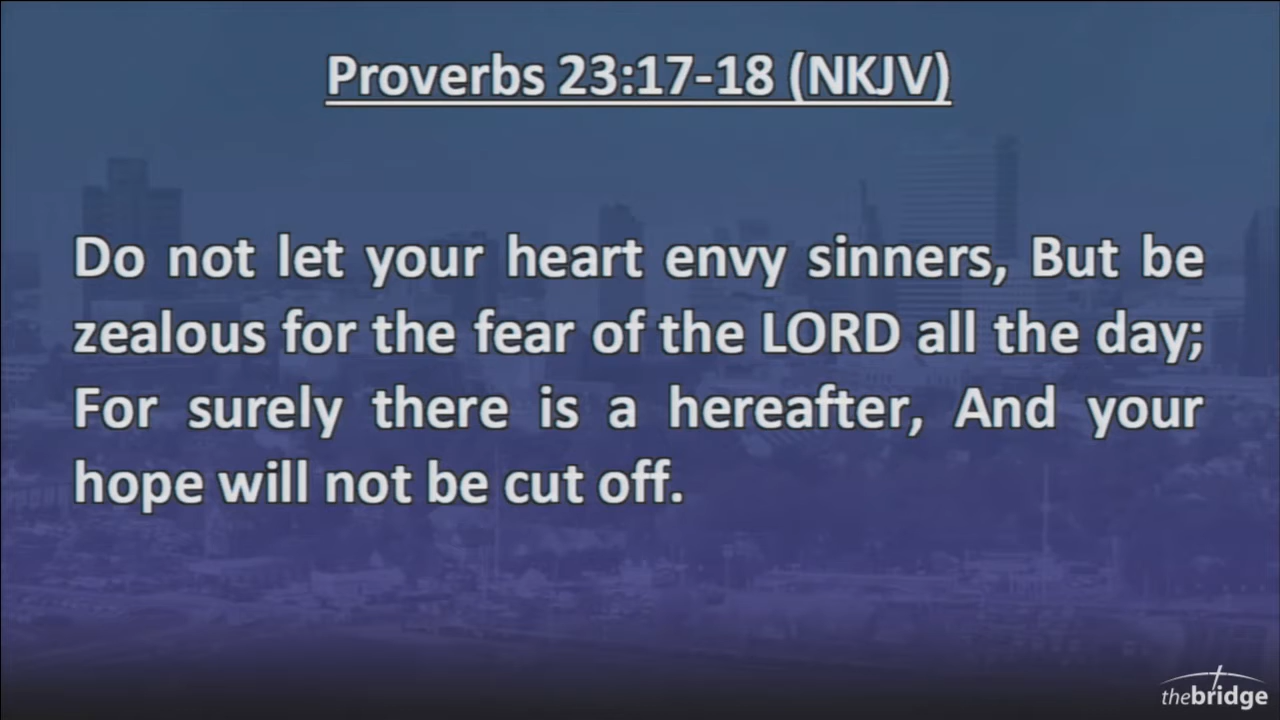 Proverbs 23:17-18 (NKJV)
Do not let your heart envy sinners, But be
zealous for the fear of the LORD all the day;
For surely there is a hereafter, And your
hope will not be cut off.
thebridge